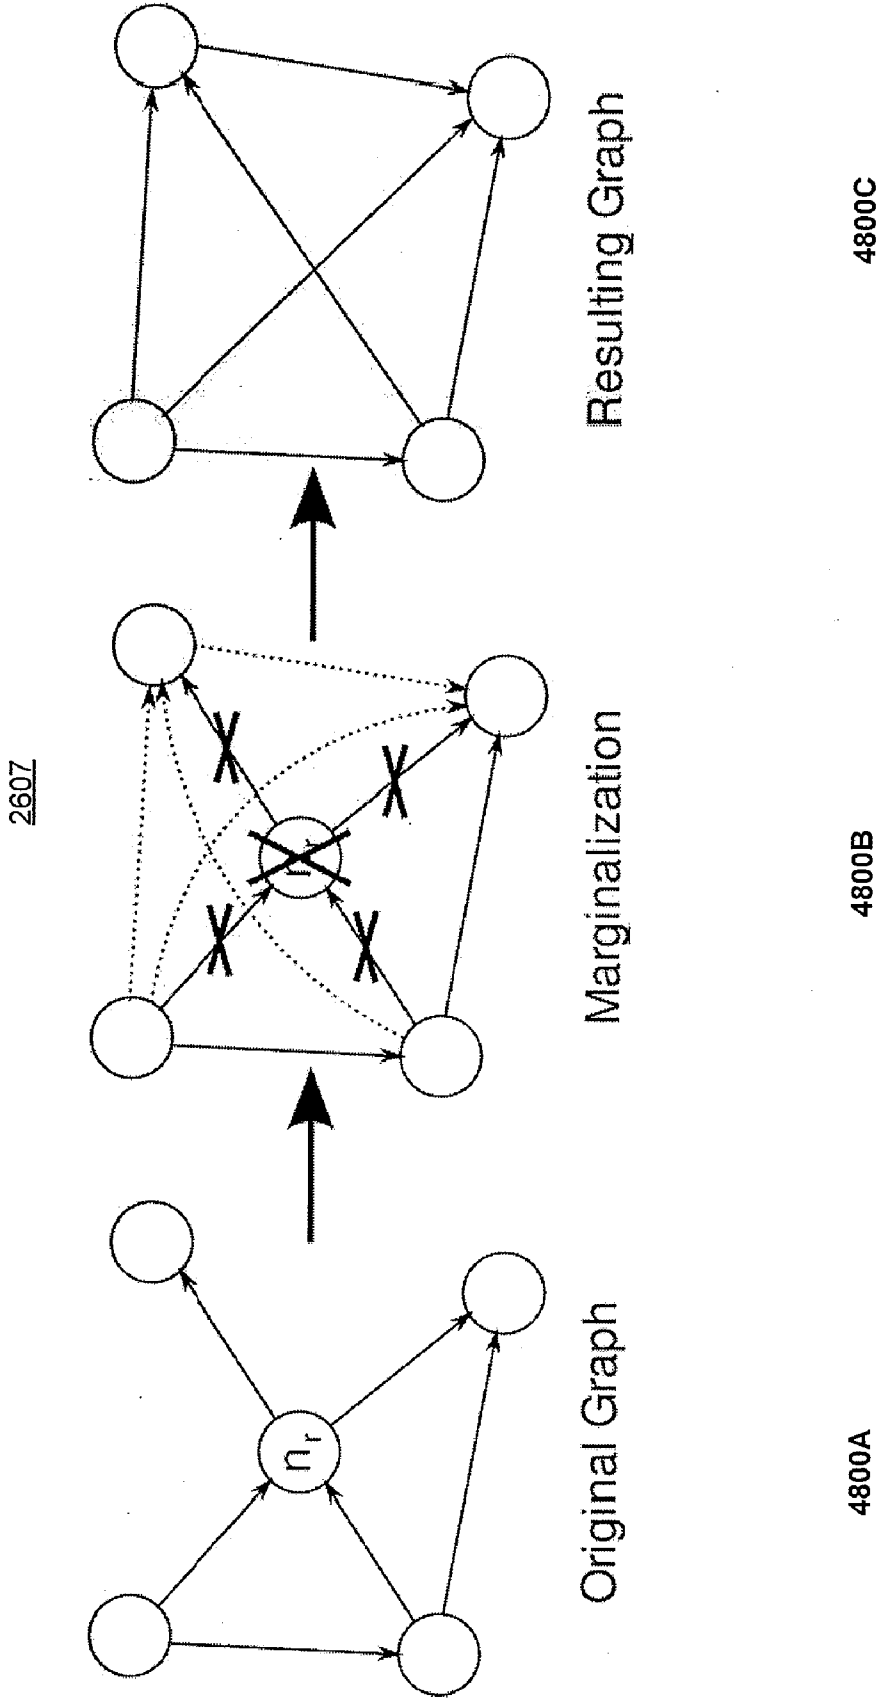 2607
n_r
Original Graph
Marginalization
Resulting Graph
4800A
4800B
4800C